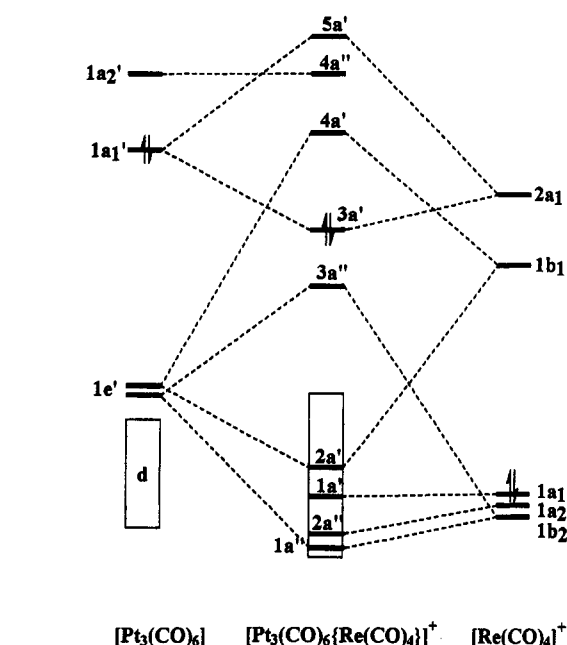 5a'
1a₂' 4a"
4a'
1a₁'
2a₁
3a'
1b₁
3a"
1e'
2a'
d
1a' 1a₁
1a₂
2a"
1b₂
1a"
[Pt₃(CO)₆] [Pt₃(CO)₆{Re(CO)₄}]⁺ [Re(CO)₄]⁺